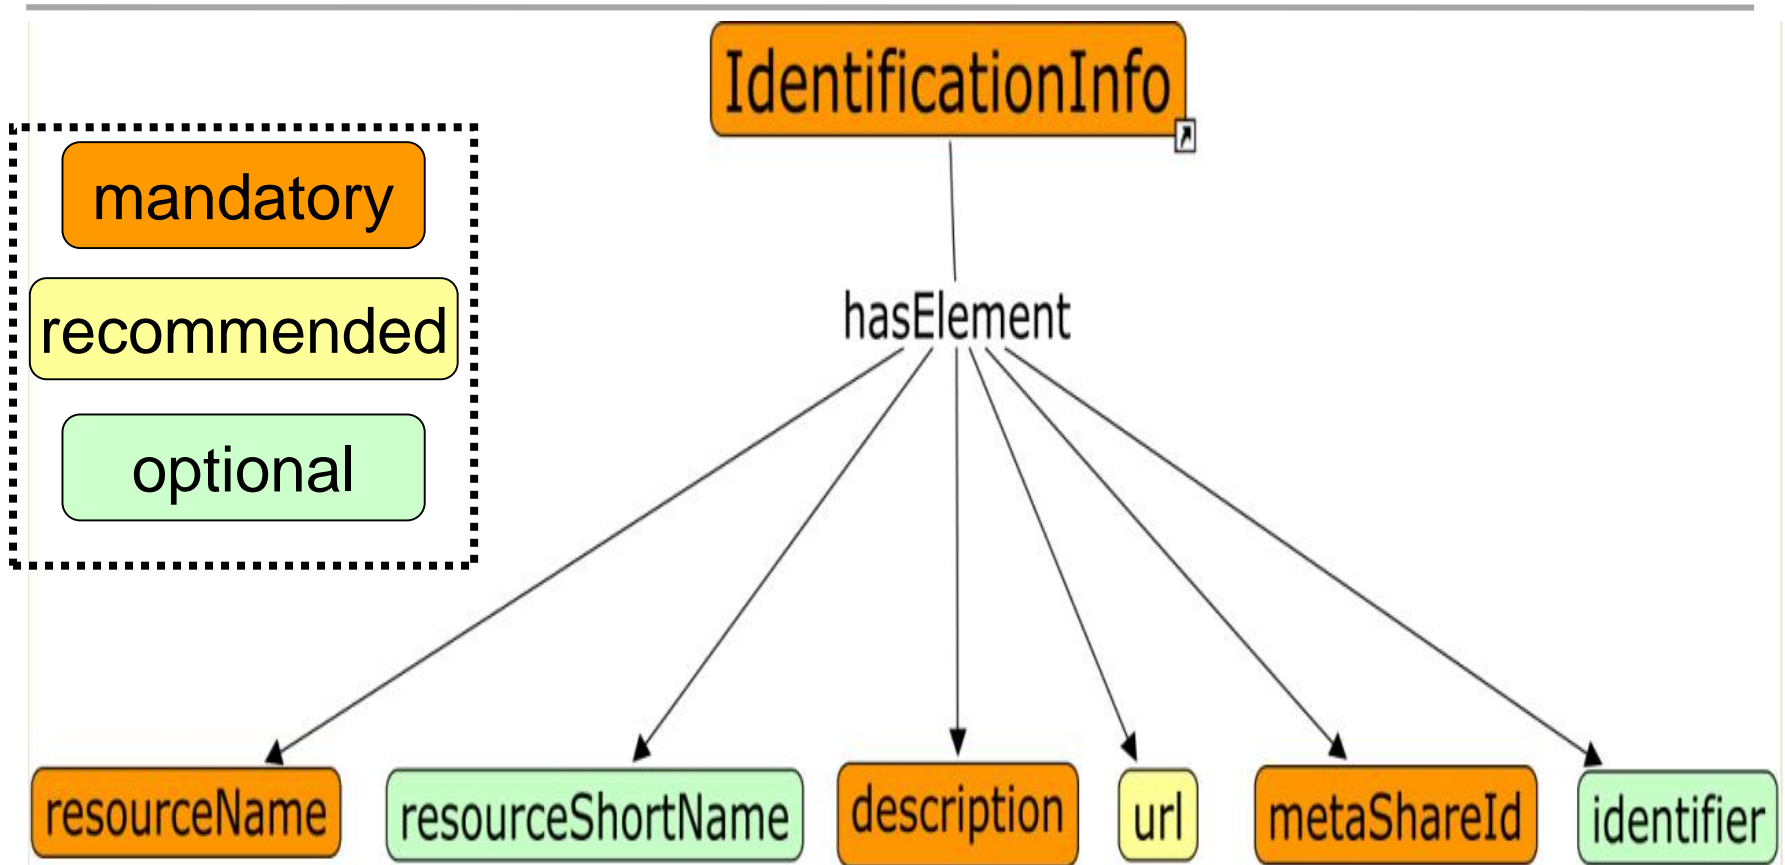 IdentificationInfo
mandatory
recommended
optional
hasElement
resourceName
resourceShortName
description
url
metaShareId
identifier